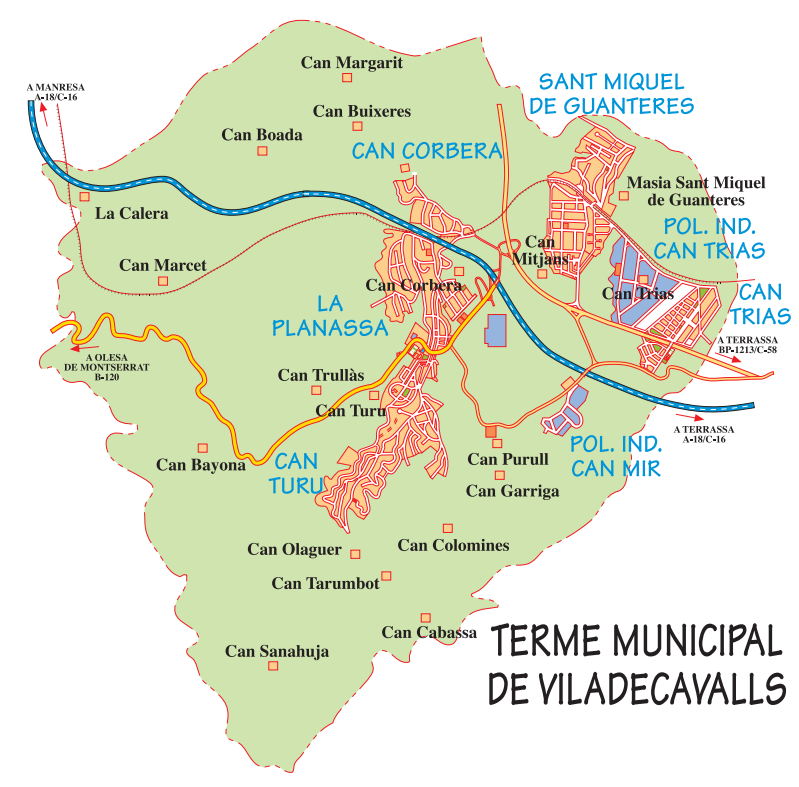 Can Margarit
A MANRESA
A-18/C-16
SANT MIQUEL
DE GUANTERES
Can Buixeres
Can Boada
CAN CORBERA
Masia Sant Miquel
de Guanteres
La Calera
POL. IND.
CAN TRIAS
Can
Mitjans
Can Marcet
Can Corbera
Can Trias
CAN
TRIAS
LA
PLANASSA
A TERRASSA
BP-1213/C-58
A OLESA
DE MONTSERRAT
B-120
Can Trullàs
Can Turu
A TERRASSA
A-18/C-16
POL. IND.
CAN MIR
Can Bayona
CAN
TURU
Can Purull
Can Garriga
Can Olaguer
Can Colomines
Can Tarumbot
Can Cabassa
Can Sanahuja
TERME MUNICIPAL
DE VILADECAVALLS